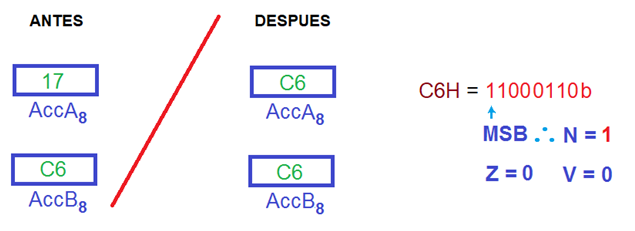 ANTES
17
AccA8
C6
AccB8
DESPUES
C6
AccA8
C6
AccB8
C6H = 11000110b
MSB ∴ N = 1
Z = 0 V = 0